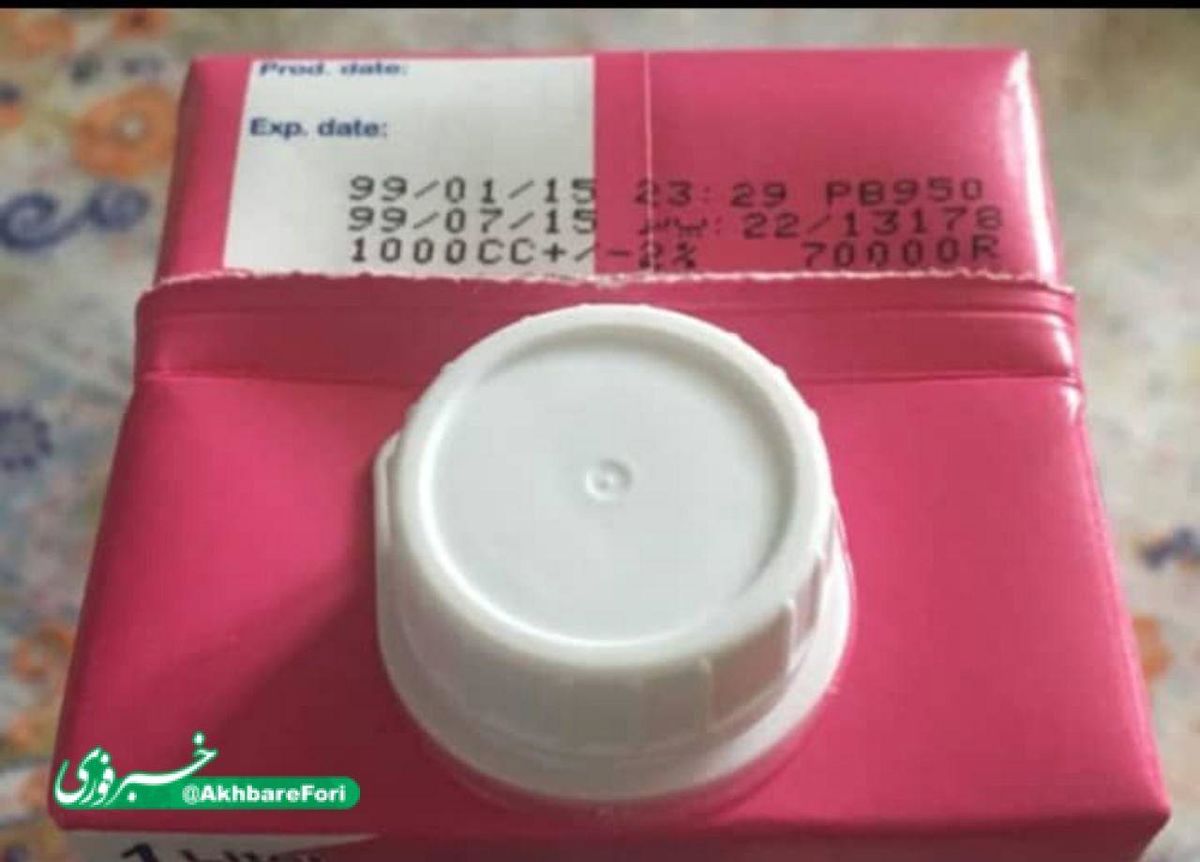 Prod. date:
Exp. date:
99/01/15 23:29 PB950
99/07/15 22/13178
1000CC+/-2% 70000R
خبرفوری
@AkhbareFori